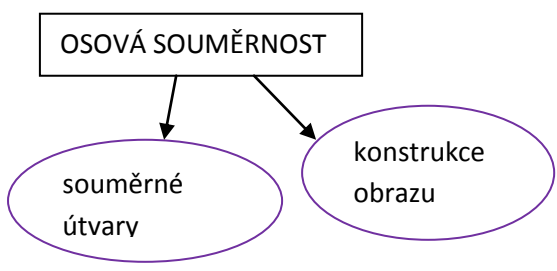 OSOVÁ SOUMĚRNOST
souměrné
útvary
konstrukce
obrazu